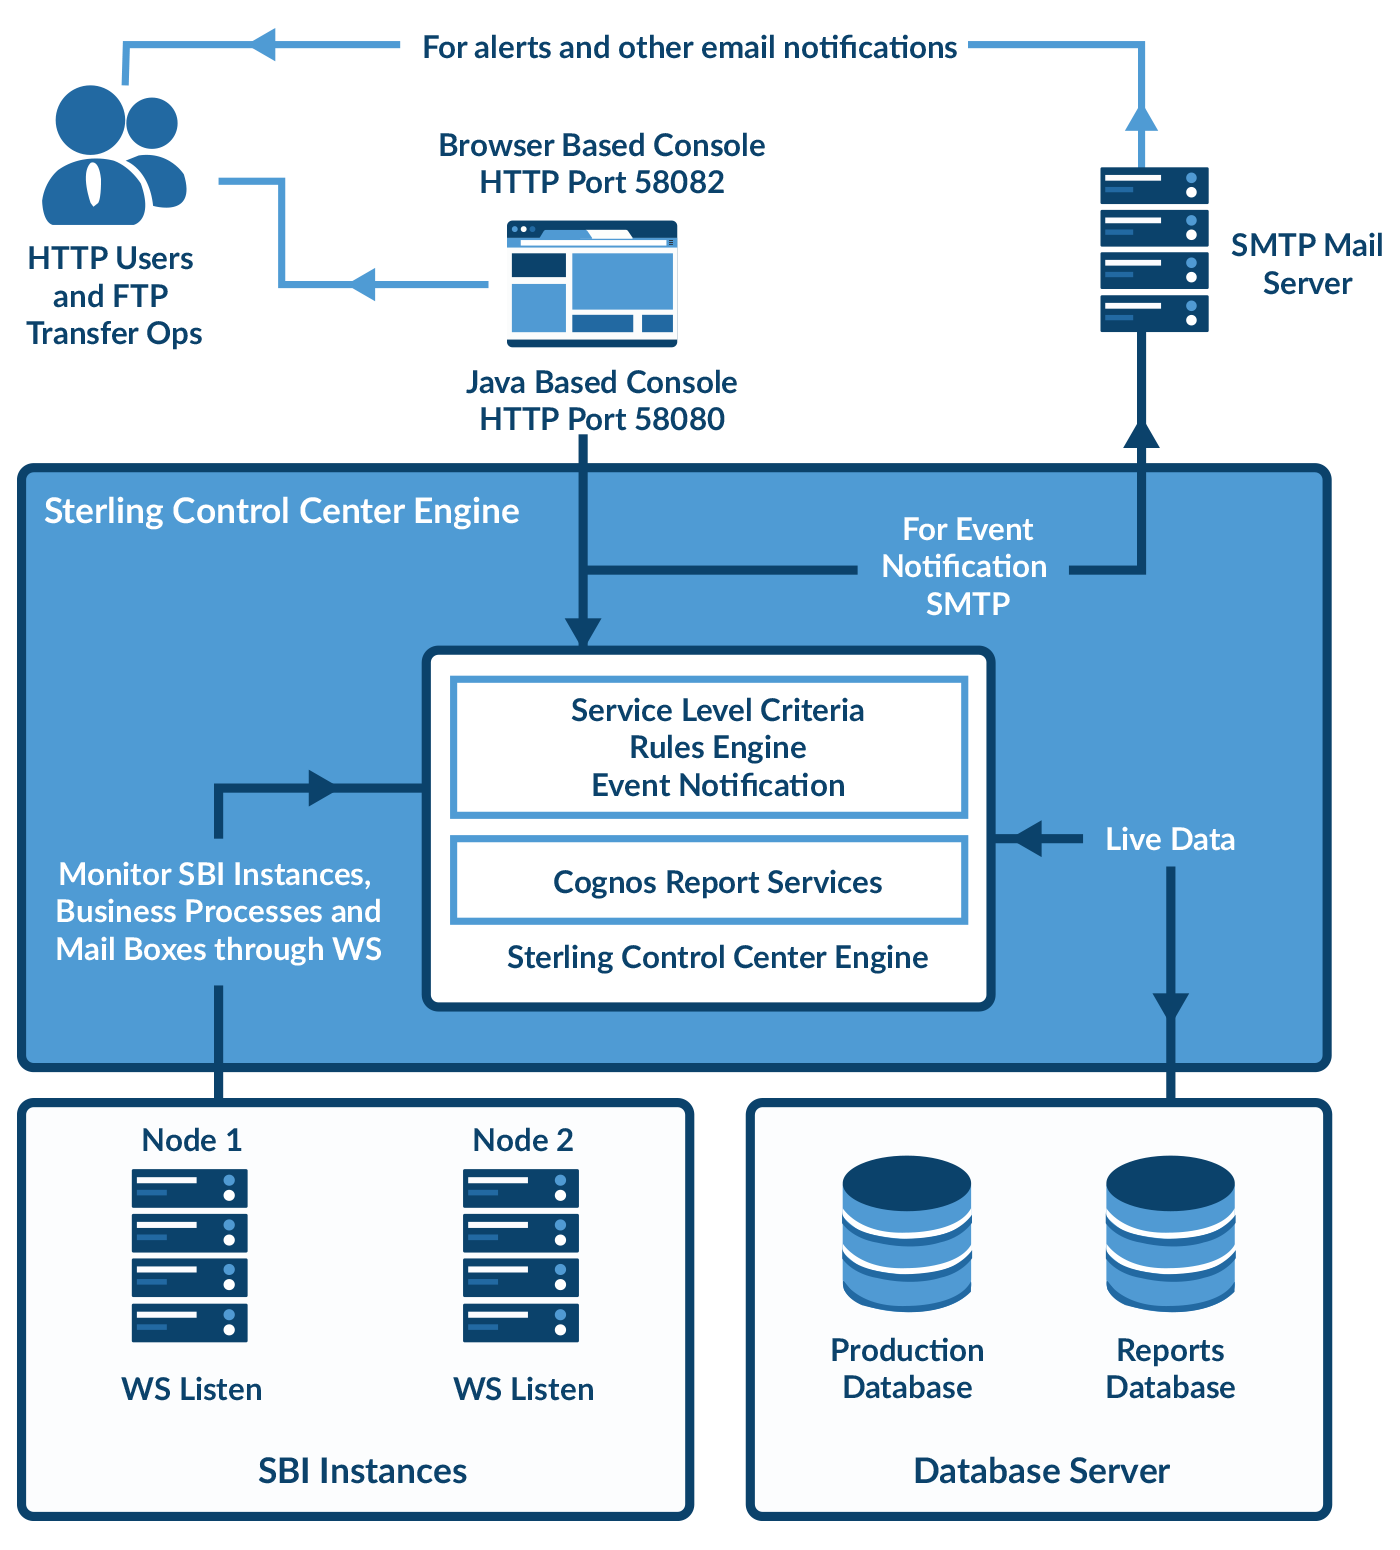 For alerts and other email notifications
Browser Based Console
HTTP Port 58082
HTTP Users
and FTP
Transfer Ops
SMTP Mail
Server
Java Based Console
HTTP Port 58080
Sterling Control Center Engine
For Event
Notification
SMTP
Service Level Criteria
Rules Engine
Event Notification
Cognos Report Services
Sterling Control Center Engine
Live Data
Monitor SBI Instances,
Business Processes and
Mail Boxes through WS
Node 1
Node 2
WS Listen
WS Listen
SBI Instances
Production
Database
Reports
Database
Database Server